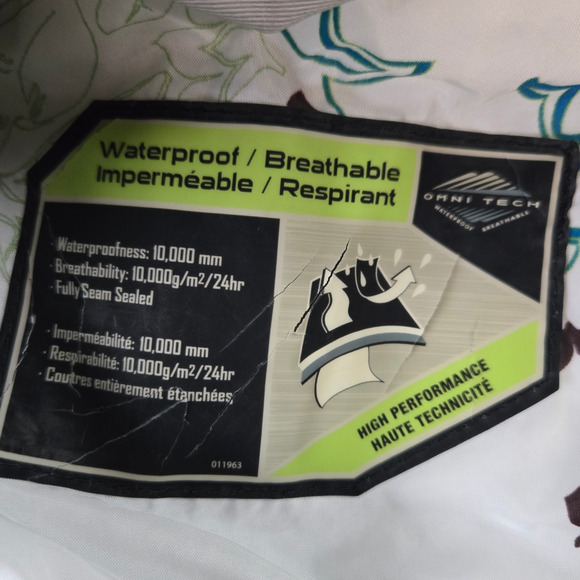 Waterproof / Breathable
Imperméable / Respirant
OMNI TECH
WATERPROOF BREATHABLE
· Waterproofness: 10,000 mm
· Breathability: 10,000g/m2/24hr
· Fully Seam Sealed
· Imperméabilité: 10,000 mm
· Respirabilité: 10,000g/m2/24hr
· Coutres entièrement étanchées
011963
HIGH PERFORMANCE
HAUTE TECHNICITÉ